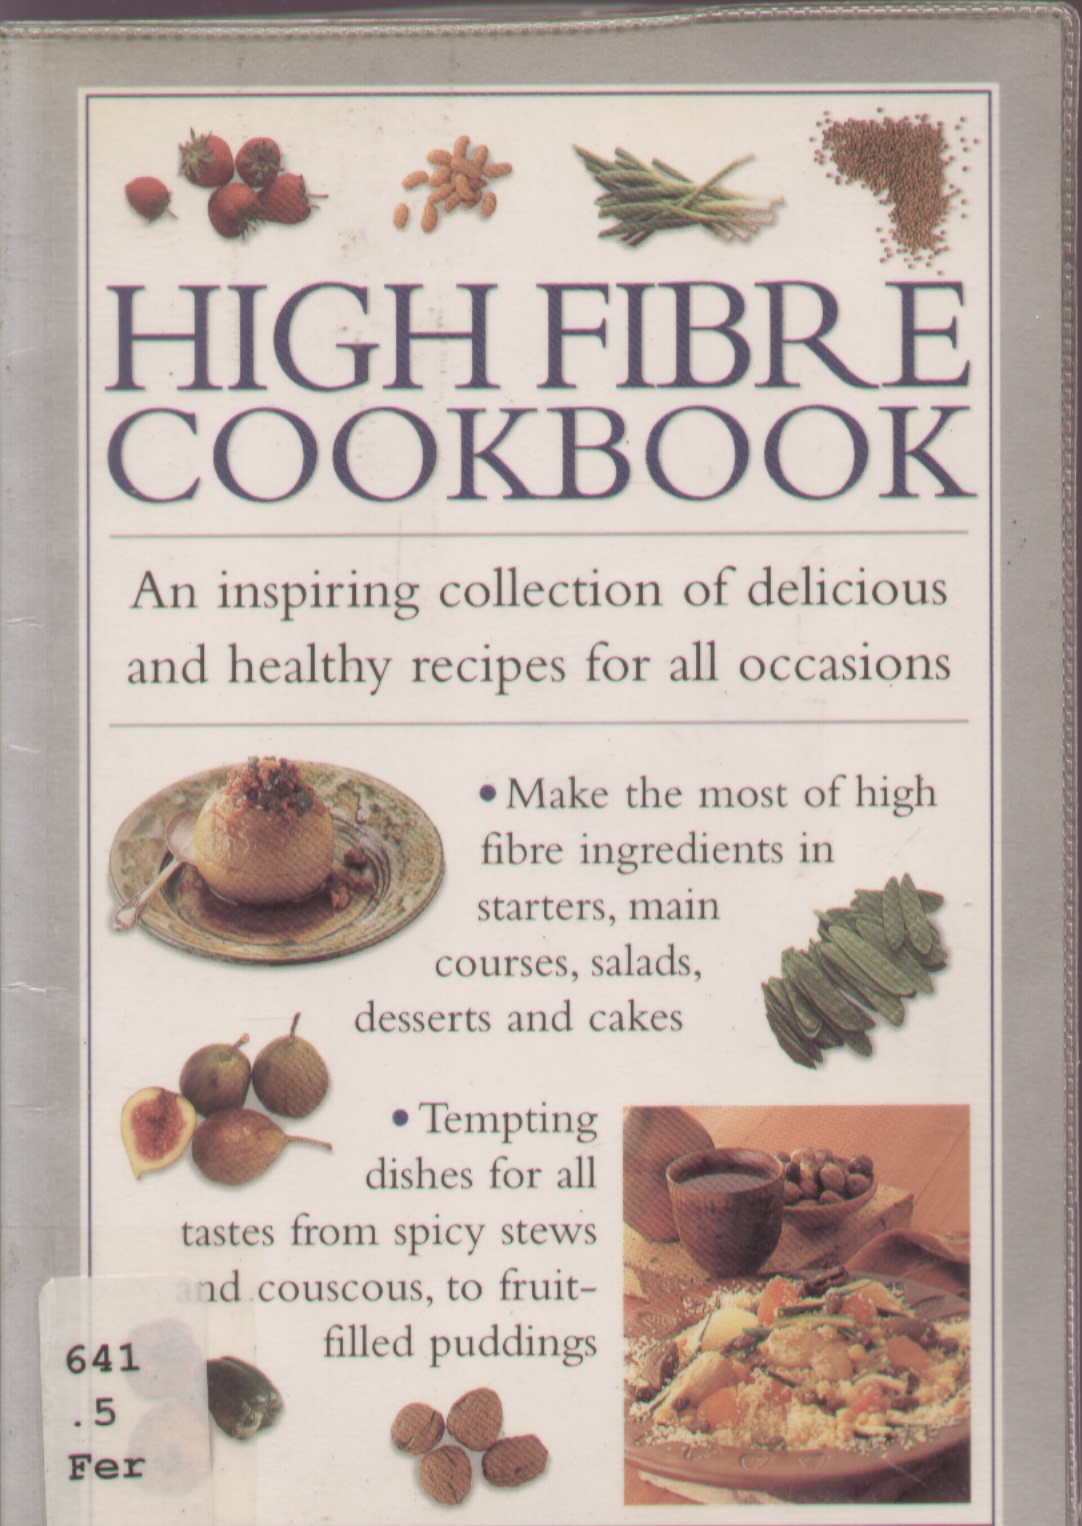 HIGH FIBRE
COOKBOOK
An inspiring collection of delicious
and healthy recipes for all occasions
• Make the most of high
fibre ingredients in
starters, main
courses, salads,
desserts and cakes
• Tempting
dishes for all
tastes from spicy stews
and couscous, to fruit-
filled puddings
641
.5
Fer